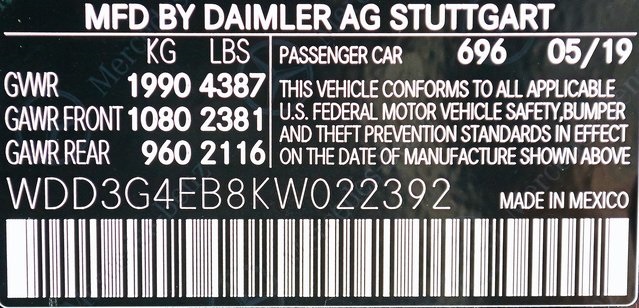 MFD BY DAIMLER AG STUTTGART
KG LBS
GVWR 1990 4387
GAWR FRONT 1080 2381
GAWR REAR 960 2116
PASSENGER CAR 696 05/19
THIS VEHICLE CONFORMS TO ALL APPLICABLE
U.S. FEDERAL MOTOR VEHICLE SAFETY,BUMPER
AND THEFT PREVENTION STANDARDS IN EFFECT
ON THE DATE OF MANUFACTURE SHOWN ABOVE
WDD3G4EB8KW022392
MADE IN MEXICO